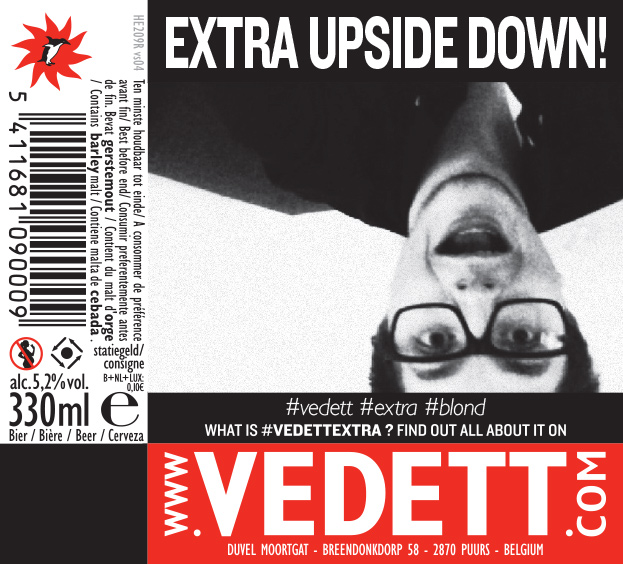 HE209R vs04
Ten minste houdbaar tot einde/ A consommer de préférence
avant fin/ Best before end/ Consumir preferentemente antes
de fin. Bevat gerstemout / Contient du malt d'orge
/ Contains barley malt / Contiene malta de cebada.
5 411681 090009
statiegeld/
consigne
B+NL+LUX:
0,10€
alc.5,2%vol.
330ml e
Bier / Bière / Beer / Cerveza
EXTRA UPSIDE DOWN!
#vedett #extra #blond
WHAT IS #VEDETTEXTRA ? FIND OUT ALL ABOUT IT ON
WWW.VEDETT.COM
DUVEL MOORTGAT - BREENDONKDORP 58 - 2870 PUURS - BELGIUM